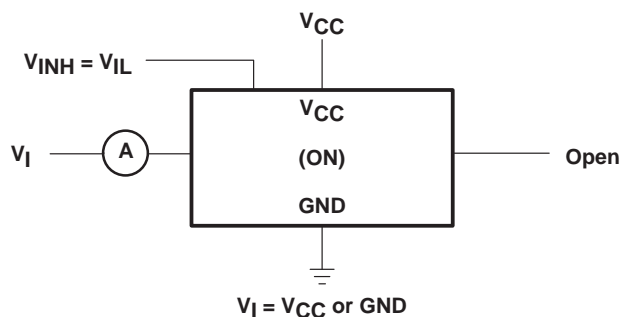 VCC
VINH = VIL
VCC
VI
A
(ON)
Open
GND
VI = VCC or GND